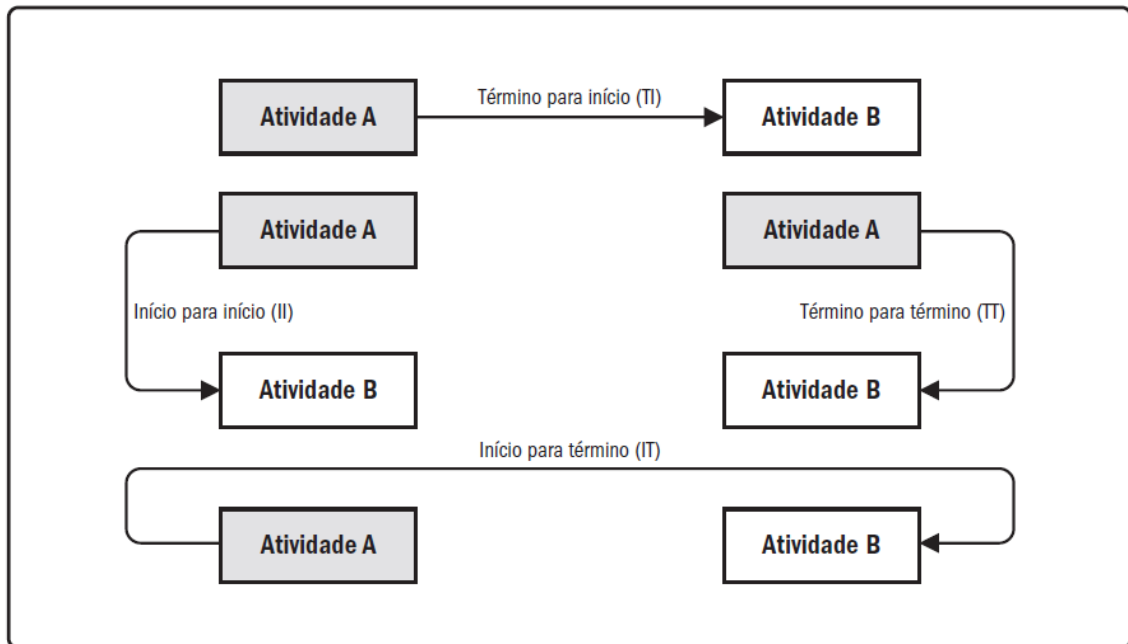 Término para início (TI)
Atividade A
Atividade B
Atividade A
Atividade A
Início para início (II)
Término para término (TT)
Atividade B
Atividade B
Início para término (IT)
Atividade A
Atividade B